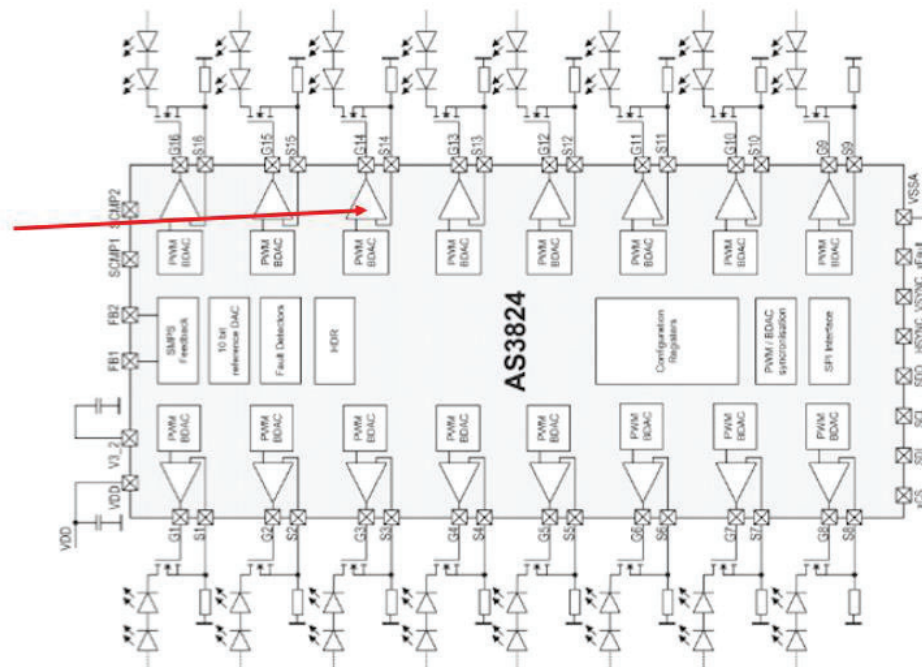 G16 S16 G15 S15 G14 S14 G13 S13 G12 S12 G11 S11 G10 S10 G9 S9
SCMP2
SCMP1
FB2
FB1
V3_2
VDD
VDD
VSSA
VSYNC
HSYNC
SDO
SCL
SDI
PWM BDAC
PWM BDAC
PWM BDAC
PWM BDAC
PWM BDAC
PWM BDAC
PWM BDAC
PWM BDAC
SMPS Feedback
10 bit reference DAC
Fault Detectors
HDR
AS3824
Configuration Registers
PWM / BDAC syncronisation
SPI Interface
PWM BDAC
PWM BDAC
PWM BDAC
PWM BDAC
PWM BDAC
PWM BDAC
PWM BDAC
PWM BDAC
G1 S1 G2 S2 G3 S3 G4 S4 G5 S5 G6 S6 G7 S7 G8 S8